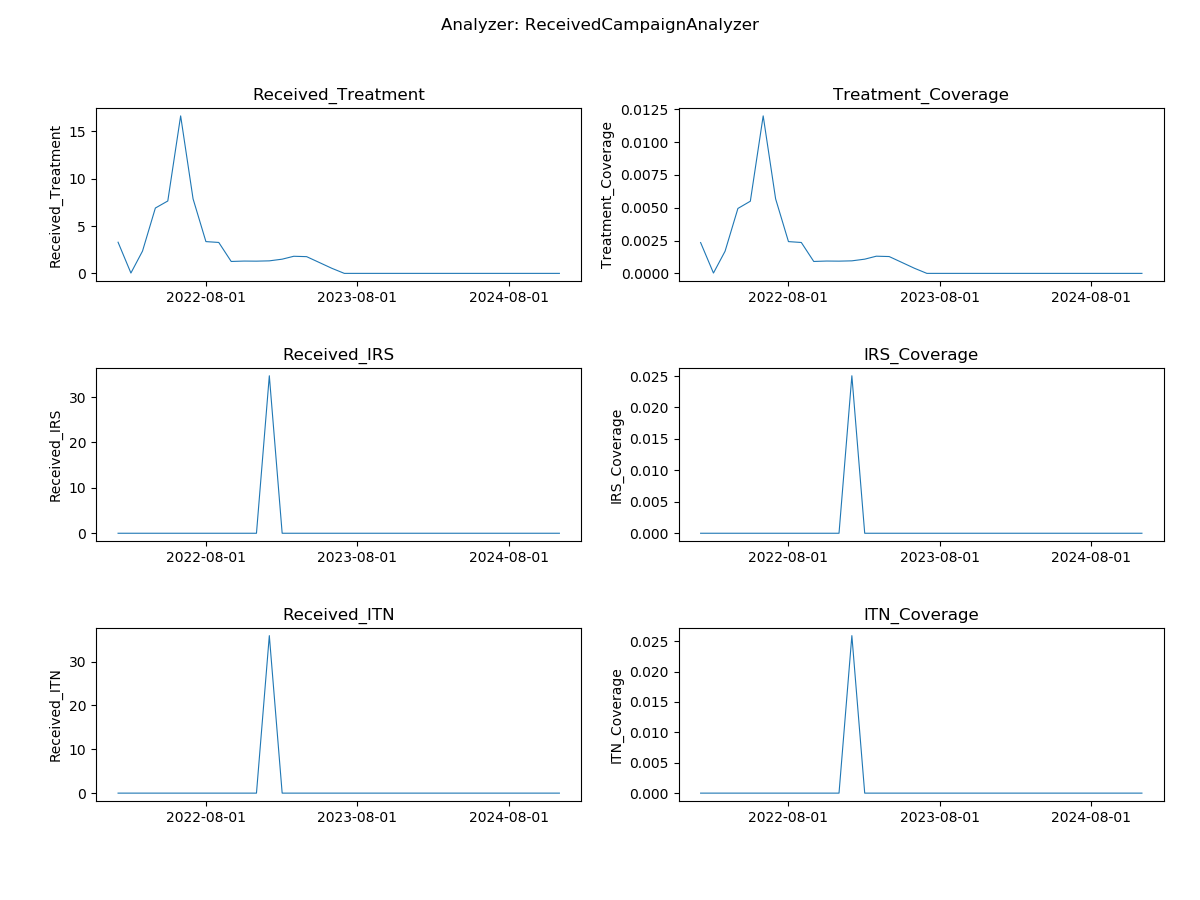 Analyzer: ReceivedCampaignAnalyzer
Received_Treatment
Received_Treatment
15
10
5
0
2022-08-01 2023-08-01 2024-08-01
Treatment_Coverage
Treatment_Coverage
0.0125
0.0100
0.0075
0.0050
0.0025
0.0000
2022-08-01 2023-08-01 2024-08-01
Received_IRS
Received_IRS
30
20
10
0
2022-08-01 2023-08-01 2024-08-01
IRS_Coverage
IRS_Coverage
0.025
0.020
0.015
0.010
0.005
0.000
2022-08-01 2023-08-01 2024-08-01
Received_ITN
Received_ITN
30
20
10
0
2022-08-01 2023-08-01 2024-08-01
ITN_Coverage
ITN_Coverage
0.025
0.020
0.015
0.010
0.005
0.000
2022-08-01 2023-08-01 2024-08-01